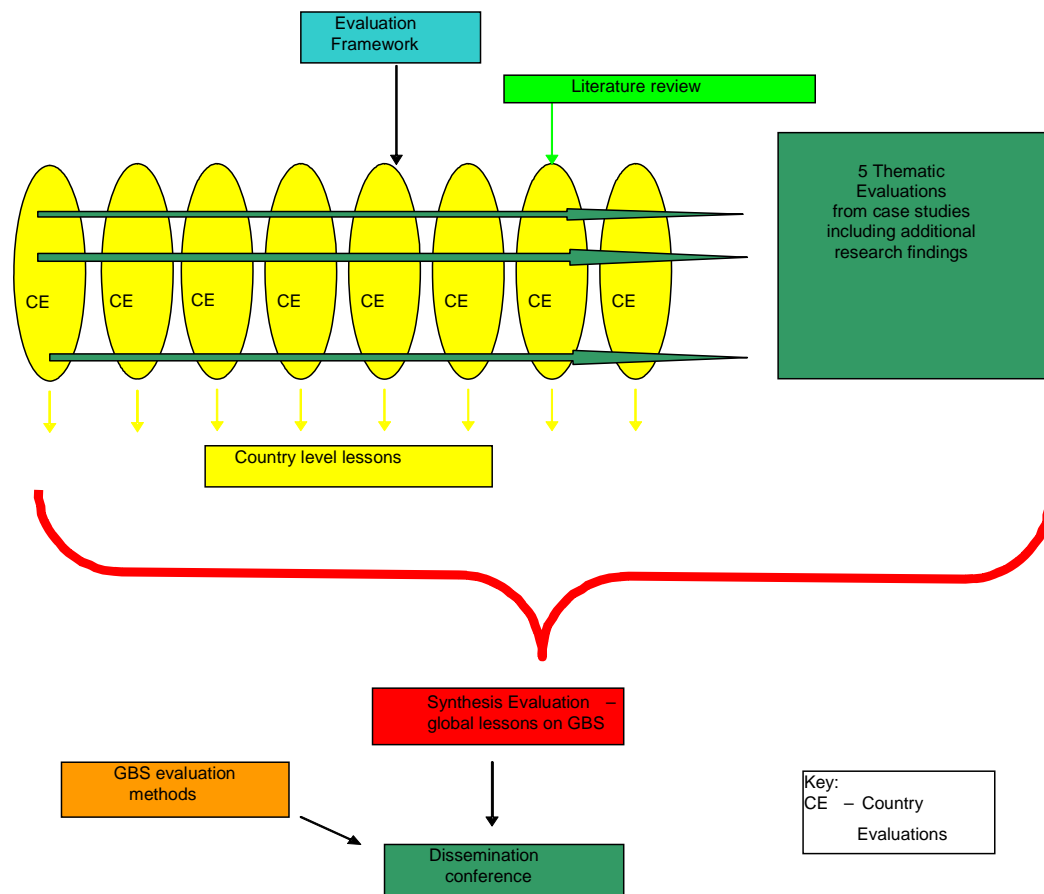 Evaluation
Framework
Literature review
5 Thematic
Evaluations
from case studies
including additional
research findings
CE CE CE CE CE CE CE CE
Country level lessons
Synthesis Evaluation –
global lessons on GBS
GBS evaluation
methods
Key:
CE – Country
Evaluations
Dissemination
conference